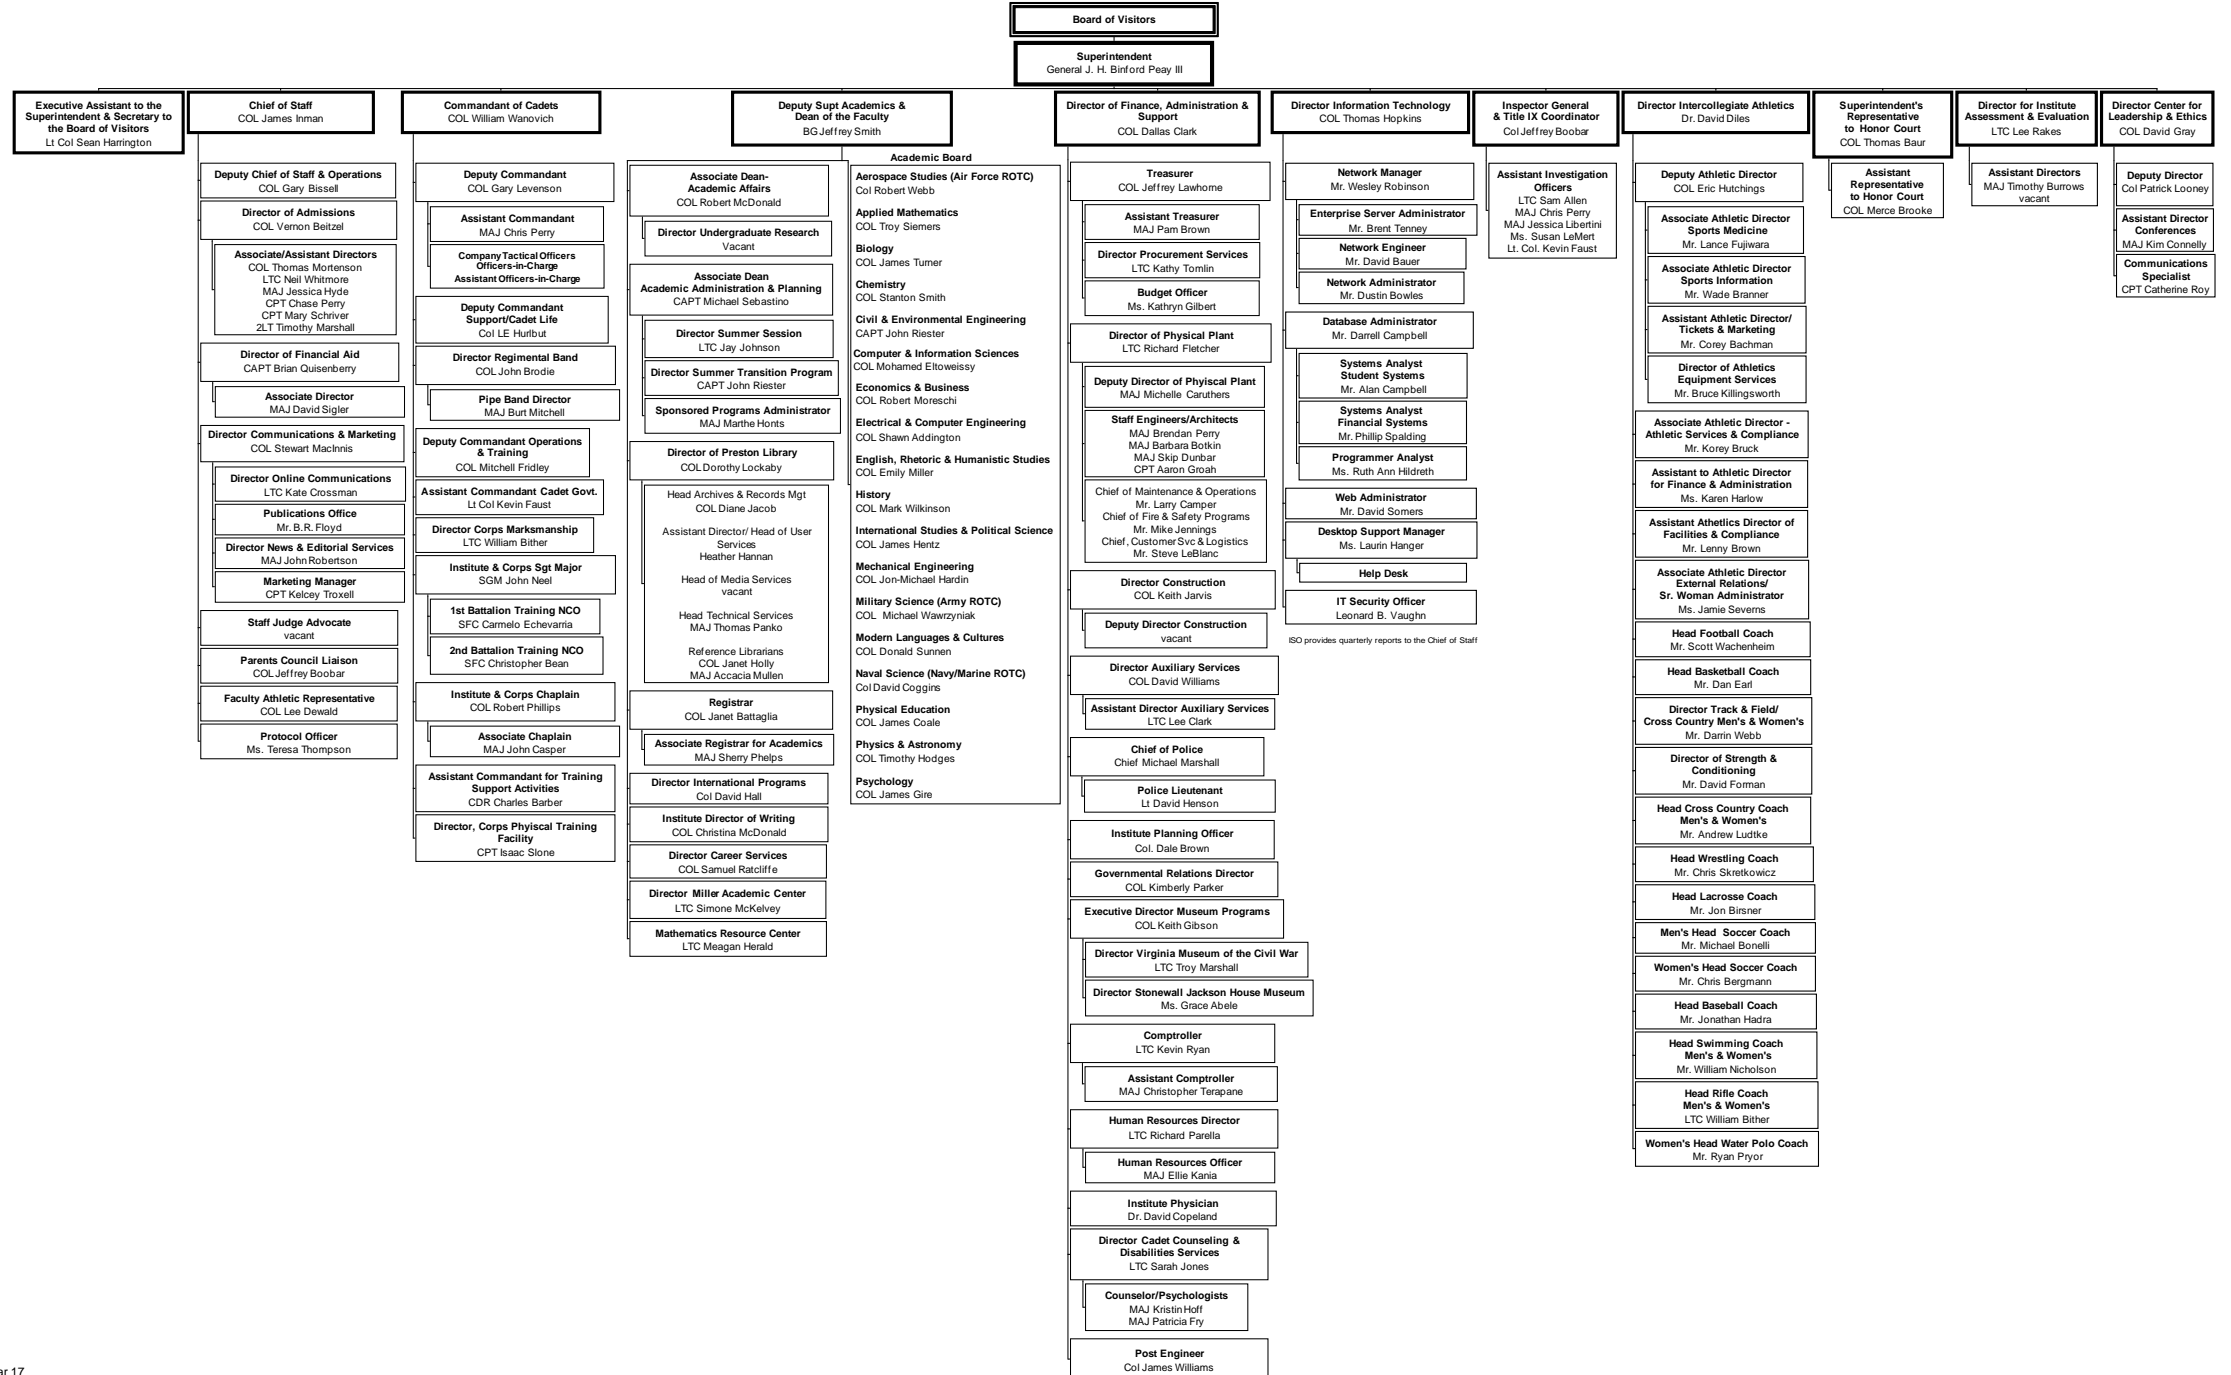 Board of Visitors
Superintendent
General J. H. Binford Peay III
Executive Assistant to the
Superintendent & Secretary to
the Board of Visitors
Lt Col Sean Harrington
Chief of Staff
COL James Inman
Deputy Chief of Staff & Operations
COL Gary Bissell
Director of Admissions
COL Vernon Beitzel
Associate/Assistant Directors
COL Thomas Mortenson
LTC Neil Whitmore
MAJ Jessica Hyde
CPT Chase Perry
CPT Mary Schriver
2LT Timothy Marshall
Director of Financial Aid
CAPT Brian Quisenberry
Associate Director
MAJ David Sigler
Director Communications & Marketing
COL Stewart MacInnis
Director Online Communications
LTC Kate Crossman
Publications Office
Mr. B.R. Floyd
Director News & Editorial Services
MAJ John Robertson
Marketing Manager
CPT Kelcey Troxell
Staff Judge Advocate
vacant
Parents Council Liaison
COL Jeffrey Boobar
Faculty Athletic Representative
COL Lee Dewald
Protocol Officer
Ms. Teresa Thompson
Commandant of Cadets
COL William Wanovich
Deputy Commandant
COL Gary Levenson
Assistant Commandant
MAJ Chris Perry
Company Tactical Officers
Officers-in-Charge
Assistant Officers-in-Charge
Deputy Commandant
Support/Cadet Life
Col LE Hurlbut
Director Regimental Band
COL John Brodie
Pipe Band Director
MAJ Burt Mitchell
Deputy Commandant Operations
& Training
COL Mitchell Fridley
Assistant Commandant Cadet Govt.
Lt Col Kevin Faust
Director Corps Marksmanship
LTC William Bither
Institute & Corps Sgt Major
SGM John Neel
1st Battalion Training NCO
SFC Carmelo Echevarria
2nd Battalion Training NCO
SFC Christopher Bean
Institute & Corps Chaplain
COL Robert Phillips
Associate Chaplain
MAJ John Casper
Assistant Commandant for Training
Support Activities
CDR Charles Barber
Director, Corps Phyiscal Training
Facility
CPT Isaac Slone
Deputy Supt Academics &
Dean of the Faculty
BG Jeffrey Smith
Associate Dean-
Academic Affairs
COL Robert McDonald
Director Undergraduate Research
Vacant
Associate Dean
Academic Administration & Planning
CAPT Michael Sebastino
Director Summer Session
LTC Jay Johnson
Director Summer Transition Program
CAPT John Riester
Sponsored Programs Administrator
MAJ Marthe Honts
Director of Preston Library
COL Dorothy Lockaby
Head Archives & Records Mgt
COL Diane Jacob
Assistant Director/ Head of User
Services
Heather Hannan
Head of Media Services
vacant
Head Technical Services
MAJ Thomas Panko
Reference Librarians
COL Janet Holly
MAJ Accacia Mullen
Registrar
COL Janet Battaglia
Associate Registrar for Academics
MAJ Sherry Phelps
Director International Programs
Col David Hall
Institute Director of Writing
COL Christina McDonald
Director Career Services
COL Samuel Ratcliffe
Director Miller Academic Center
LTC Simone McKelvey
Mathematics Resource Center
LTC Meagan Herald
Academic Board
Aerospace Studies (Air Force ROTC)
Col Robert Webb
Applied Mathematics
COL Troy Siemers
Biology
COL James Turner
Chemistry
COL Stanton Smith
Civil & Environmental Engineering
CAPT John Riester
Computer & Information Sciences
COL Mohamed Eltoweissy
Economics & Business
COL Robert Moreschi
Electrical & Computer Engineering
COL Shawn Addington
English, Rhetoric & Humanistic Studies
COL Emily Miller
History
COL Mark Wilkinson
International Studies & Political Science
COL James Hentz
Mechanical Engineering
COL Jon-Michael Hardin
Military Science (Army ROTC)
COL Michael Wawrzyniak
Modern Languages & Cultures
COL Donald Sunnen
Naval Science (Navy/Marine ROTC)
Col David Coggins
Physical Education
COL James Coale
Physics & Astronomy
COL Timothy Hodges
Psychology
COL James Gire
Director of Finance, Administration &
Support
COL Dallas Clark
Treasurer
COL Jeffrey Lawhorne
Assistant Treasurer
MAJ Pam Brown
Director Procurement Services
LTC Kathy Tomlin
Budget Officer
Ms. Kathryn Gilbert
Director of Physical Plant
LTC Richard Fletcher
Deputy Director of Phyiscal Plant
MAJ Michelle Caruthers
Staff Engineers/Architects
MAJ Brendan Perry
MAJ Barbara Botkin
MAJ Skip Dunbar
CPT Aaron Groah
Chief of Maintenance & Operations
Mr. Larry Camper
Chief of Fire & Safety Programs
Mr. Mike Jennings
Chief, Customer Svc & Logistics
Mr. Steve LeBlanc
Director Construction
COL Keith Jarvis
Deputy Director Construction
vacant
Director Auxiliary Services
COL David Williams
Assistant Director Auxiliary Services
LTC Lee Clark
Chief of Police
Chief Michael Marshall
Police Lieutenant
Lt David Henson
Institute Planning Officer
Col. Dale Brown
Governmental Relations Director
COL Kimberly Parker
Executive Director Museum Programs
COL Keith Gibson
Director Virginia Museum of the Civil War
LTC Troy Marshall
Director Stonewall Jackson House Museum
Ms. Grace Abele
Comptroller
LTC Kevin Ryan
Assistant Comptroller
MAJ Christopher Terapane
Human Resources Director
LTC Richard Parella
Human Resources Officer
MAJ Ellie Kania
Institute Physician
Dr. David Copeland
Director Cadet Counseling &
Disabilities Services
LTC Sarah Jones
Counselor/Psychologists
MAJ Kristin Hoff
MAJ Patricia Fry
Post Engineer
Col James Williams
Director Information Technology
COL Thomas Hopkins
Network Manager
Mr. Wesley Robinson
Enterprise Server Administrator
Mr. Brent Tenney
Network Engineer
Mr. David Bauer
Network Administrator
Mr. Dustin Bowles
Database Administrator
Mr. Darrell Campbell
Systems Analyst
Student Systems
Mr. Alan Campbell
Systems Analyst
Financial Systems
Mr. Phillip Spalding
Programmer Analyst
Ms. Ruth Ann Hildreth
Web Administrator
Mr. David Somers
Desktop Support Manager
Ms. Laurin Hanger
Help Desk
IT Security Officer
Leonard B. Vaughn
ISO provides quarterly reports to the Chief of Staff
Inspector General
& Title IX Coordinator
Col Jeffrey Boobar
Assistant Investigation
Officers
LTC Sam Allen
MAJ Chris Perry
MAJ Jessica Libertini
Ms. Susan LeMert
Lt. Col. Kevin Faust
Director Intercollegiate Athletics
Dr. David Diles
Deputy Athletic Director
COL Eric Hutchings
Associate Athletic Director
Sports Medicine
Mr. Lance Fujiwara
Associate Athletic Director
Sports Information
Mr. Wade Branner
Assistant Athletic Director/
Tickets & Marketing
Mr. Corey Bachman
Director of Athletics
Equipment Services
Mr. Bruce Killingsworth
Associate Athletic Director -
Athletic Services & Compliance
Mr. Korey Bruck
Assistant to Athletic Director
for Finance & Administration
Ms. Karen Harlow
Assistant Athetlics Director of
Facilities & Compliance
Mr. Lenny Brown
Associate Athletic Director
External Relations/
Sr. Woman Administrator
Ms. Jamie Severns
Head Football Coach
Mr. Scott Wachenheim
Head Basketball Coach
Mr. Dan Earl
Director Track & Field/
Cross Country Men's & Women's
Mr. Darrin Webb
Director of Strength &
Conditioning
Mr. David Forman
Head Cross Country Coach
Men's & Women's
Mr. Andrew Ludtke
Head Wrestling Coach
Mr. Chris Skretkowicz
Head Lacrosse Coach
Mr. Jon Birsner
Men's Head Soccer Coach
Mr. Michael Bonelli
Women's Head Soccer Coach
Mr. Chris Bergmann
Head Baseball Coach
Mr. Jonathan Hadra
Head Swimming Coach
Men's & Women's
Mr. William Nicholson
Head Rifle Coach
Men's & Women's
LTC William Bither
Women's Head Water Polo Coach
Mr. Ryan Pryor
Superintendent's
Representative
to Honor Court
COL Thomas Baur
Assistant
Representative
to Honor Court
COL Merce Brooke
Director for Institute
Assessment & Evaluation
LTC Lee Rakes
Assistant Directors
MAJ Timothy Burrows
vacant
Director Center for
Leadership & Ethics
COL David Gray
Deputy Director
Col Patrick Looney
Assistant Director
Conferences
MAJ Kim Connelly
Communications
Specialist
CPT Catherine Roy
17